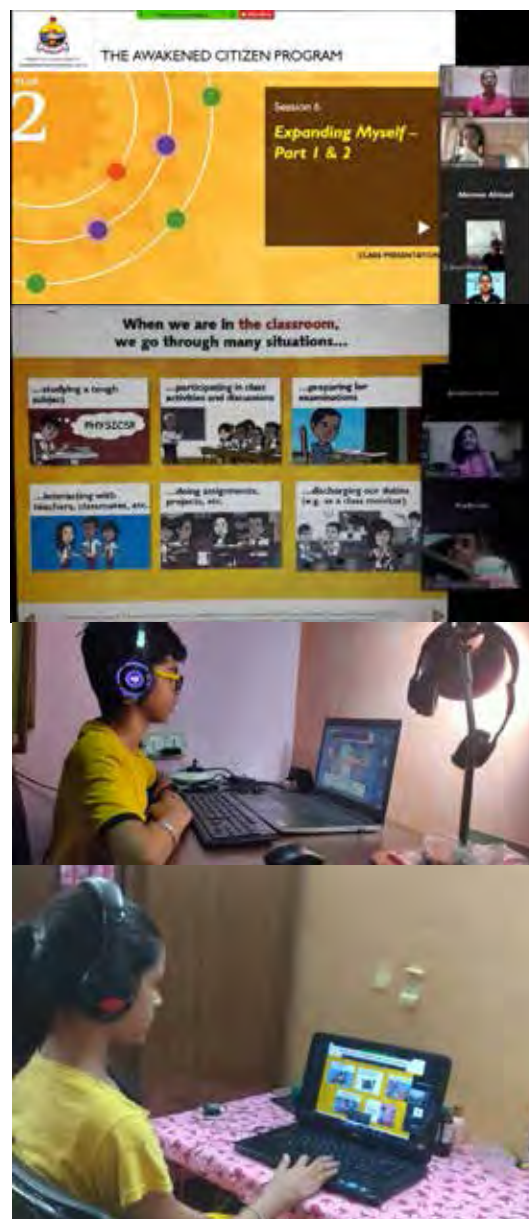 THE AWAKENED CITIZEN PROGRAM
YEAR
2
Session 6
Expanding Myself –
Part 1 & 2
CLASS PRESENTATION
When we are in the classroom,
we go through many situations...
...studying a tough
subject
PHYSICS!!
...participating in class
activities and discussions
...preparing for
examinations
...interacting with
teachers, classmates, etc.
...doing assignments,
projects, etc.
...discharging our duties
(e.g. as a class monitor)